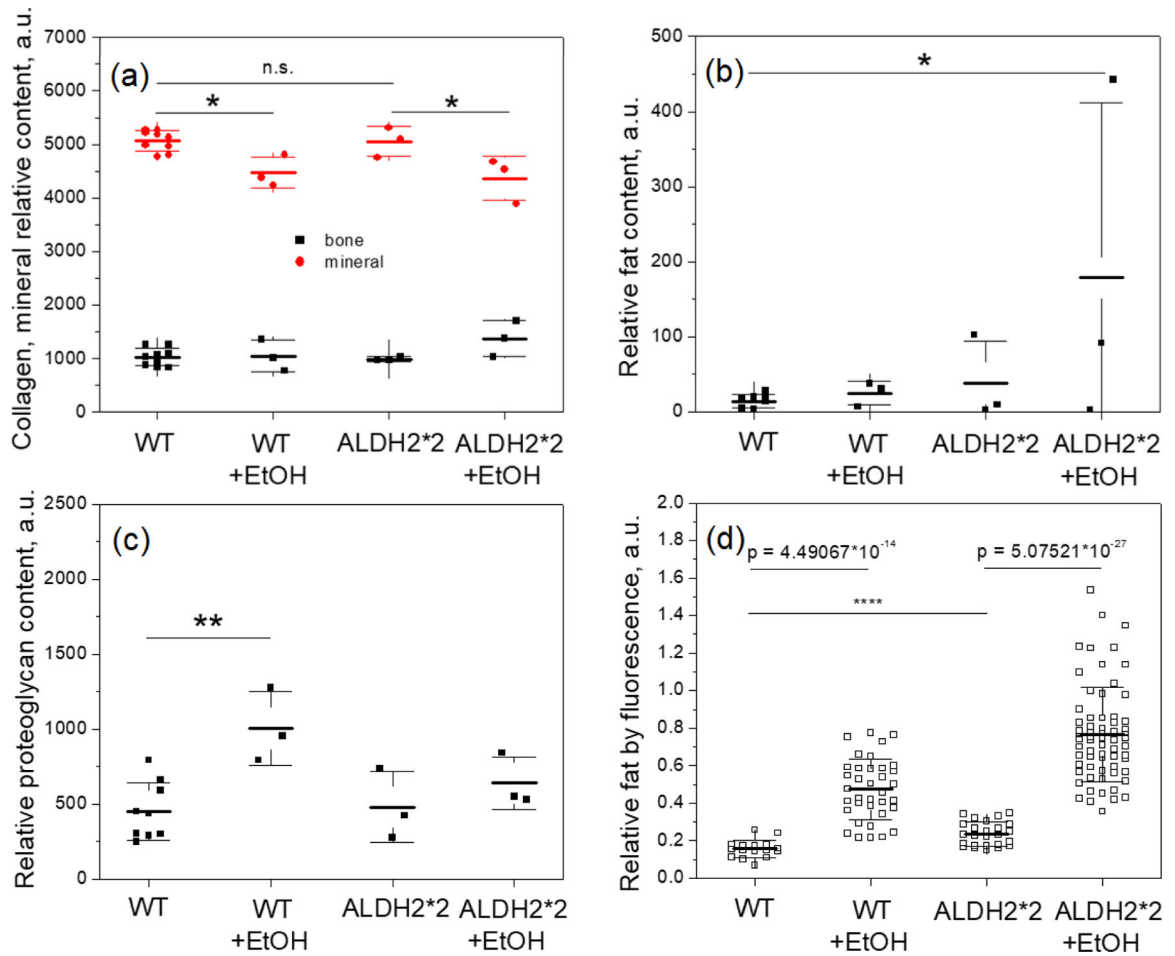 (a)
Collagen, mineral relative content, a.u.
7000
6000
5000
4000
3000
2000
1000
0
n.s.
*
*
bone
mineral
WT
WT
+EtOH
ALDH2*2
ALDH2*2
+EtOH
(b)
Relative fat content, a.u.
500
400
300
200
100
0
*
WT
WT
+EtOH
ALDH2*2
ALDH2*2
+EtOH
(c)
Relative proteoglycan content, a.u.
2500
2000
1500
1000
500
0
**
WT
WT
+EtOH
ALDH2*2
ALDH2*2
+EtOH
(d)
Relative fat by fluorescence, a.u.
2.0
1.8
1.6
1.4
1.2
1.0
0.8
0.6
0.4
0.2
0.0
p = 4.49067*10-14
p = 5.07521*10-27
****
WT
WT
+EtOH
ALDH2*2
ALDH2*2
+EtOH